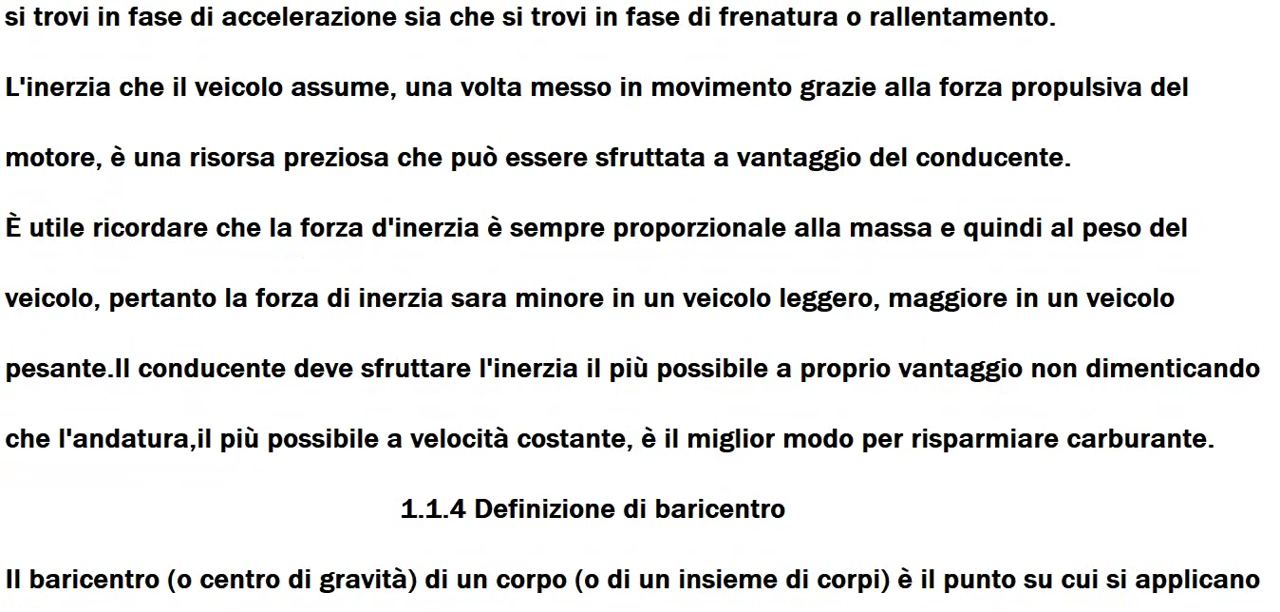 si trovi in fase di accelerazione sia che si trovi in fase di frenatura o rallentamento.
L'inerzia che il veicolo assume, una volta messo in movimento grazie alla forza propulsiva del
motore, è una risorsa preziosa che può essere sfruttata a vantaggio del conducente.
È utile ricordare che la forza d'inerzia è sempre proporzionale alla massa e quindi al peso del
veicolo, pertanto la forza di inerzia sara minore in un veicolo leggero, maggiore in un veicolo
pesante.Il conducente deve sfruttare l'inerzia il più possibile a proprio vantaggio non dimenticando
che l'andatura,il più possibile a velocità costante, è il miglior modo per risparmiare carburante.
1.1.4 Definizione di baricentro
Il baricentro (o centro di gravità) di un corpo (o di un insieme di corpi) è il punto su cui si applicano